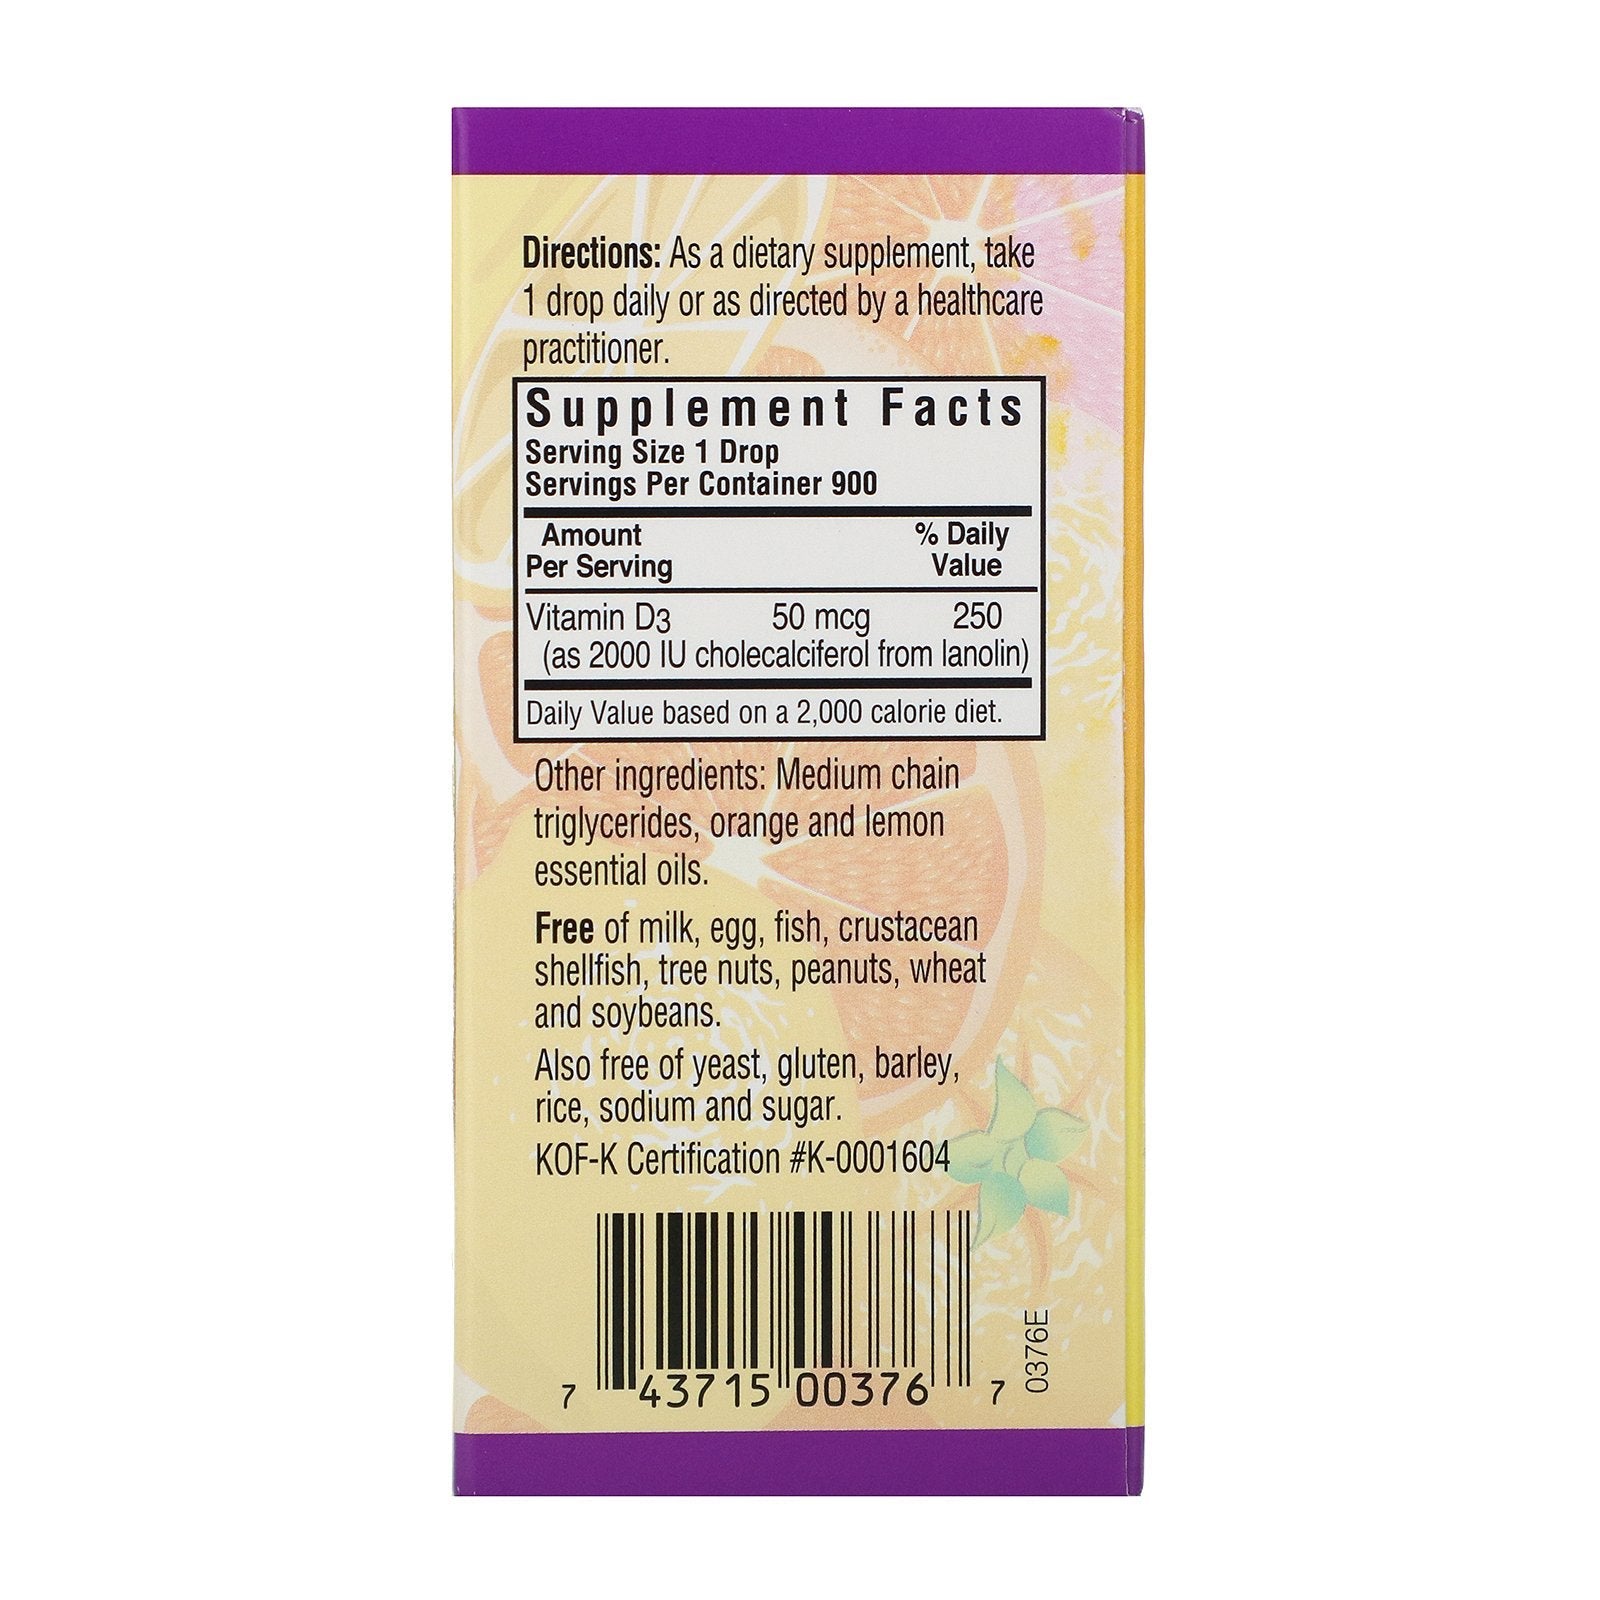 Directions: As a dietary supplement, take
1 drop daily or as directed by a healthcare
practitioner.
Supplement Facts
Serving Size 1 Drop
Servings Per Container 900
Amount % Daily
Per Serving Value
Vitamin D3 50 mcg 250
(as 2000 IU cholecalciferol from lanolin)
Daily Value based on a 2,000 calorie diet.
Other ingredients: Medium chain
triglycerides, orange and lemon
essential oils.
Free of milk, egg, fish, crustacean
shellfish, tree nuts, peanuts, wheat
and soybeans.
Also free of yeast, gluten, barley,
rice, sodium and sugar.
KOF-K Certification #K-0001604
7 43715 00376 7
0376E